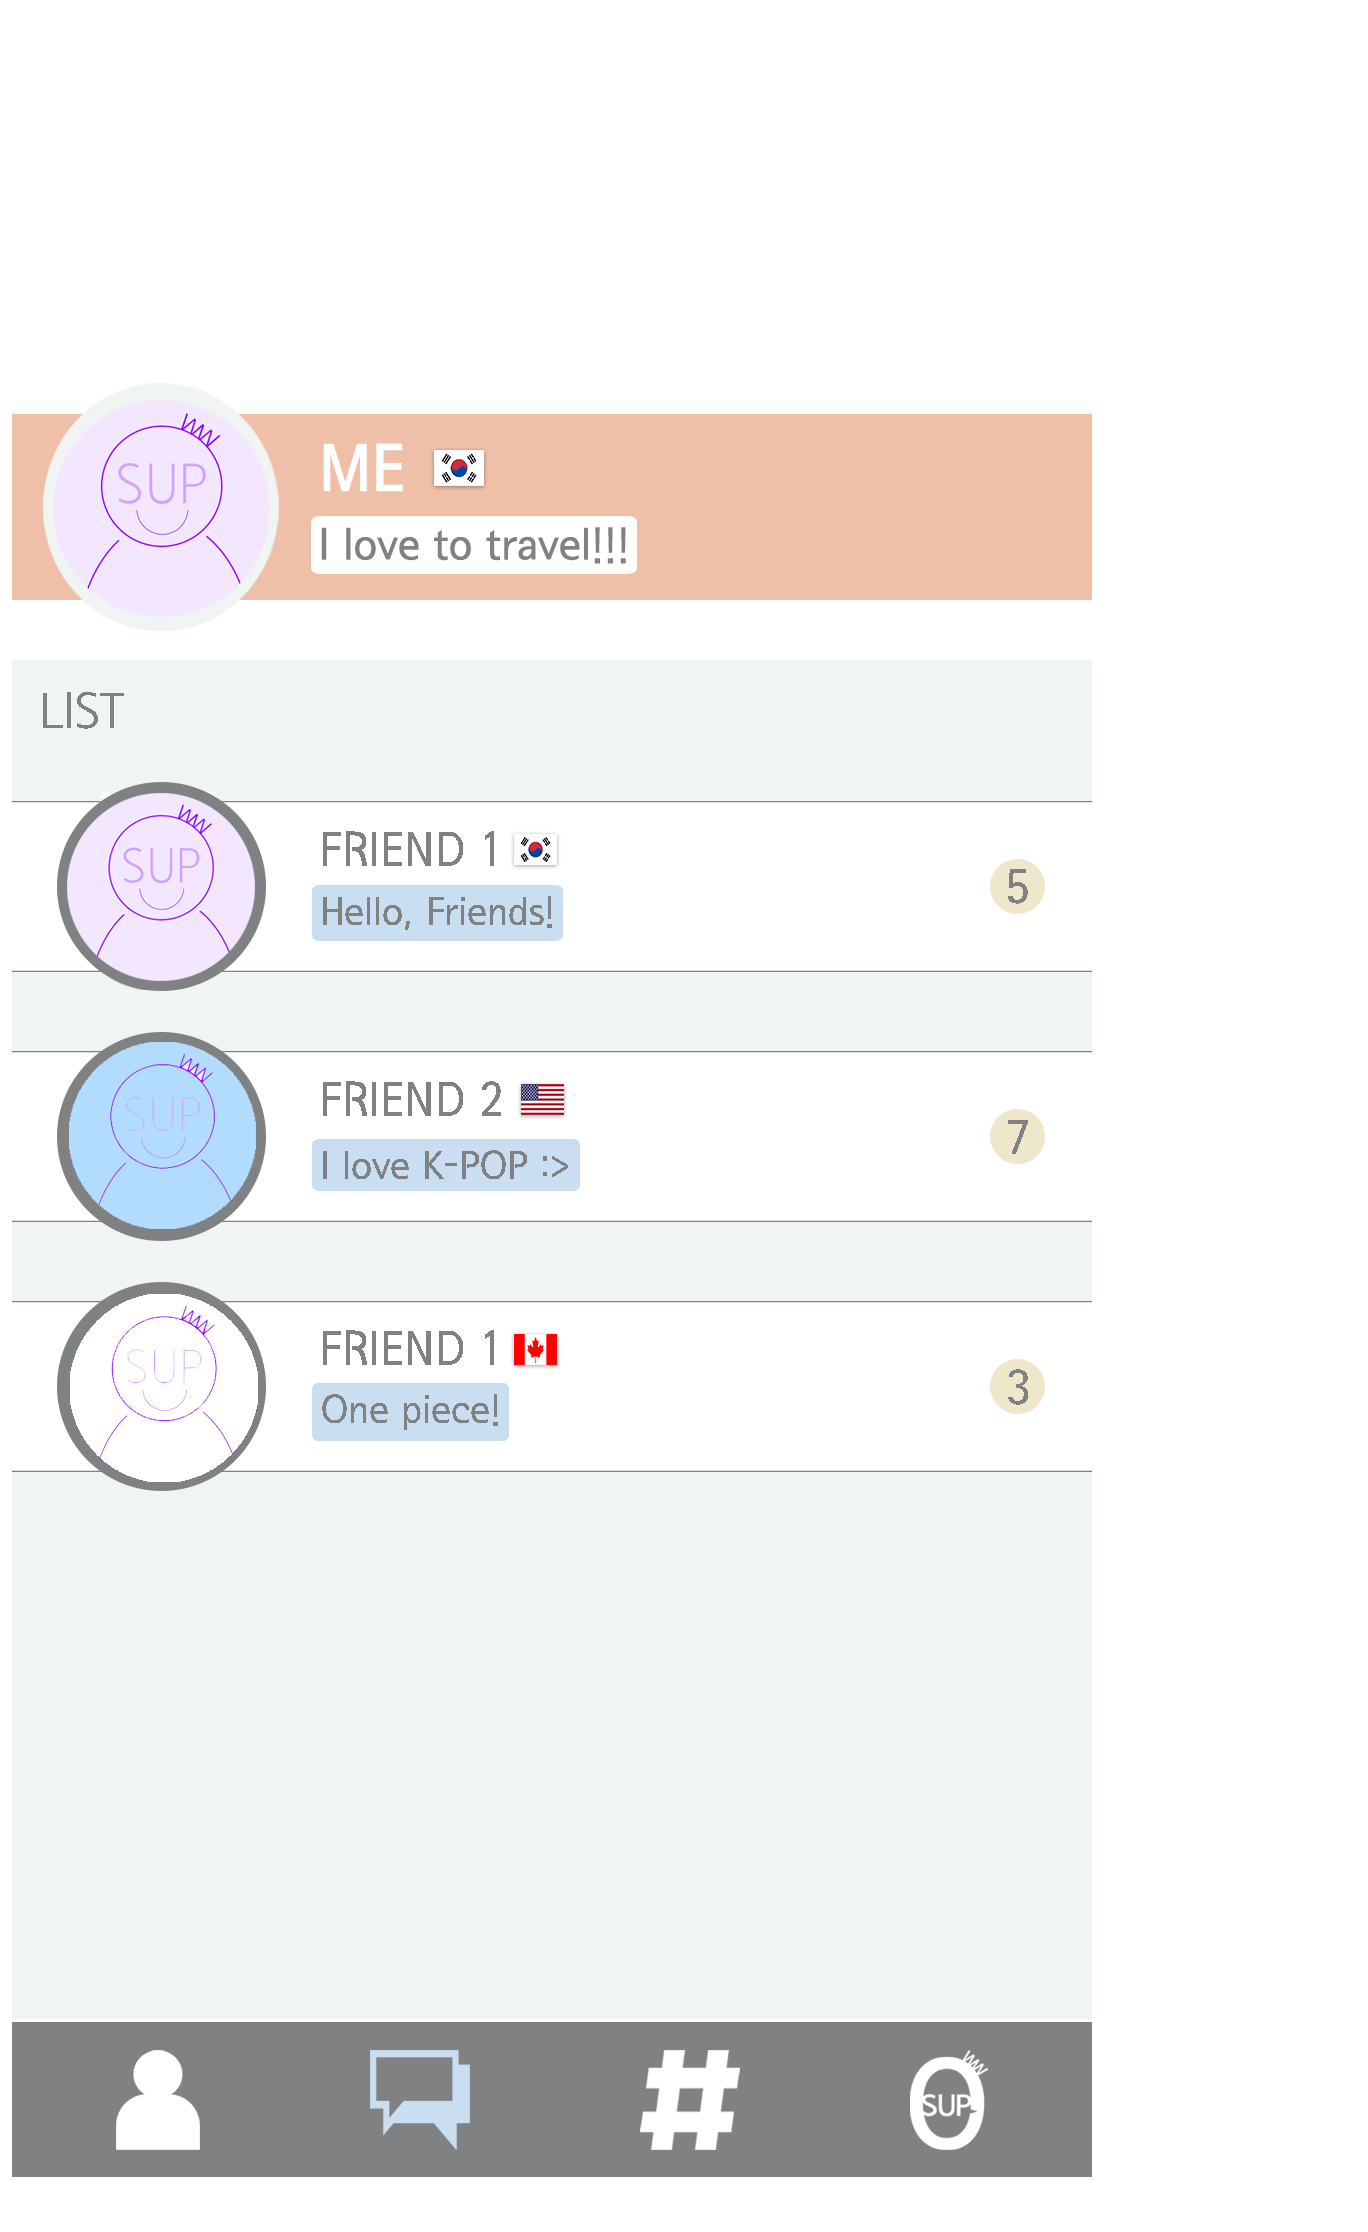 SUP
ME
I love to travel!!!
LIST
SUP
FRIEND 1
Hello, Friends!
5
SUP
FRIEND 2
I love K-POP :>
7
SUP
FRIEND 1
One piece!
3
#
SUP